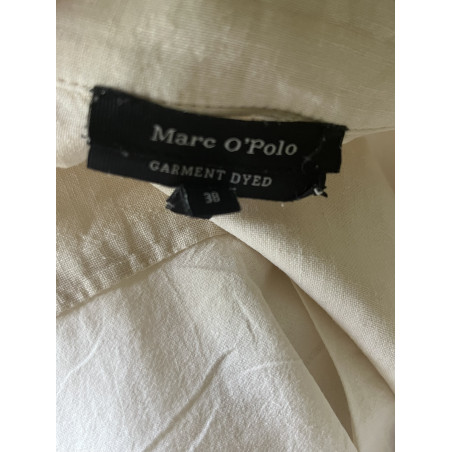 Marc O'Polo
GARMENT DYED
38